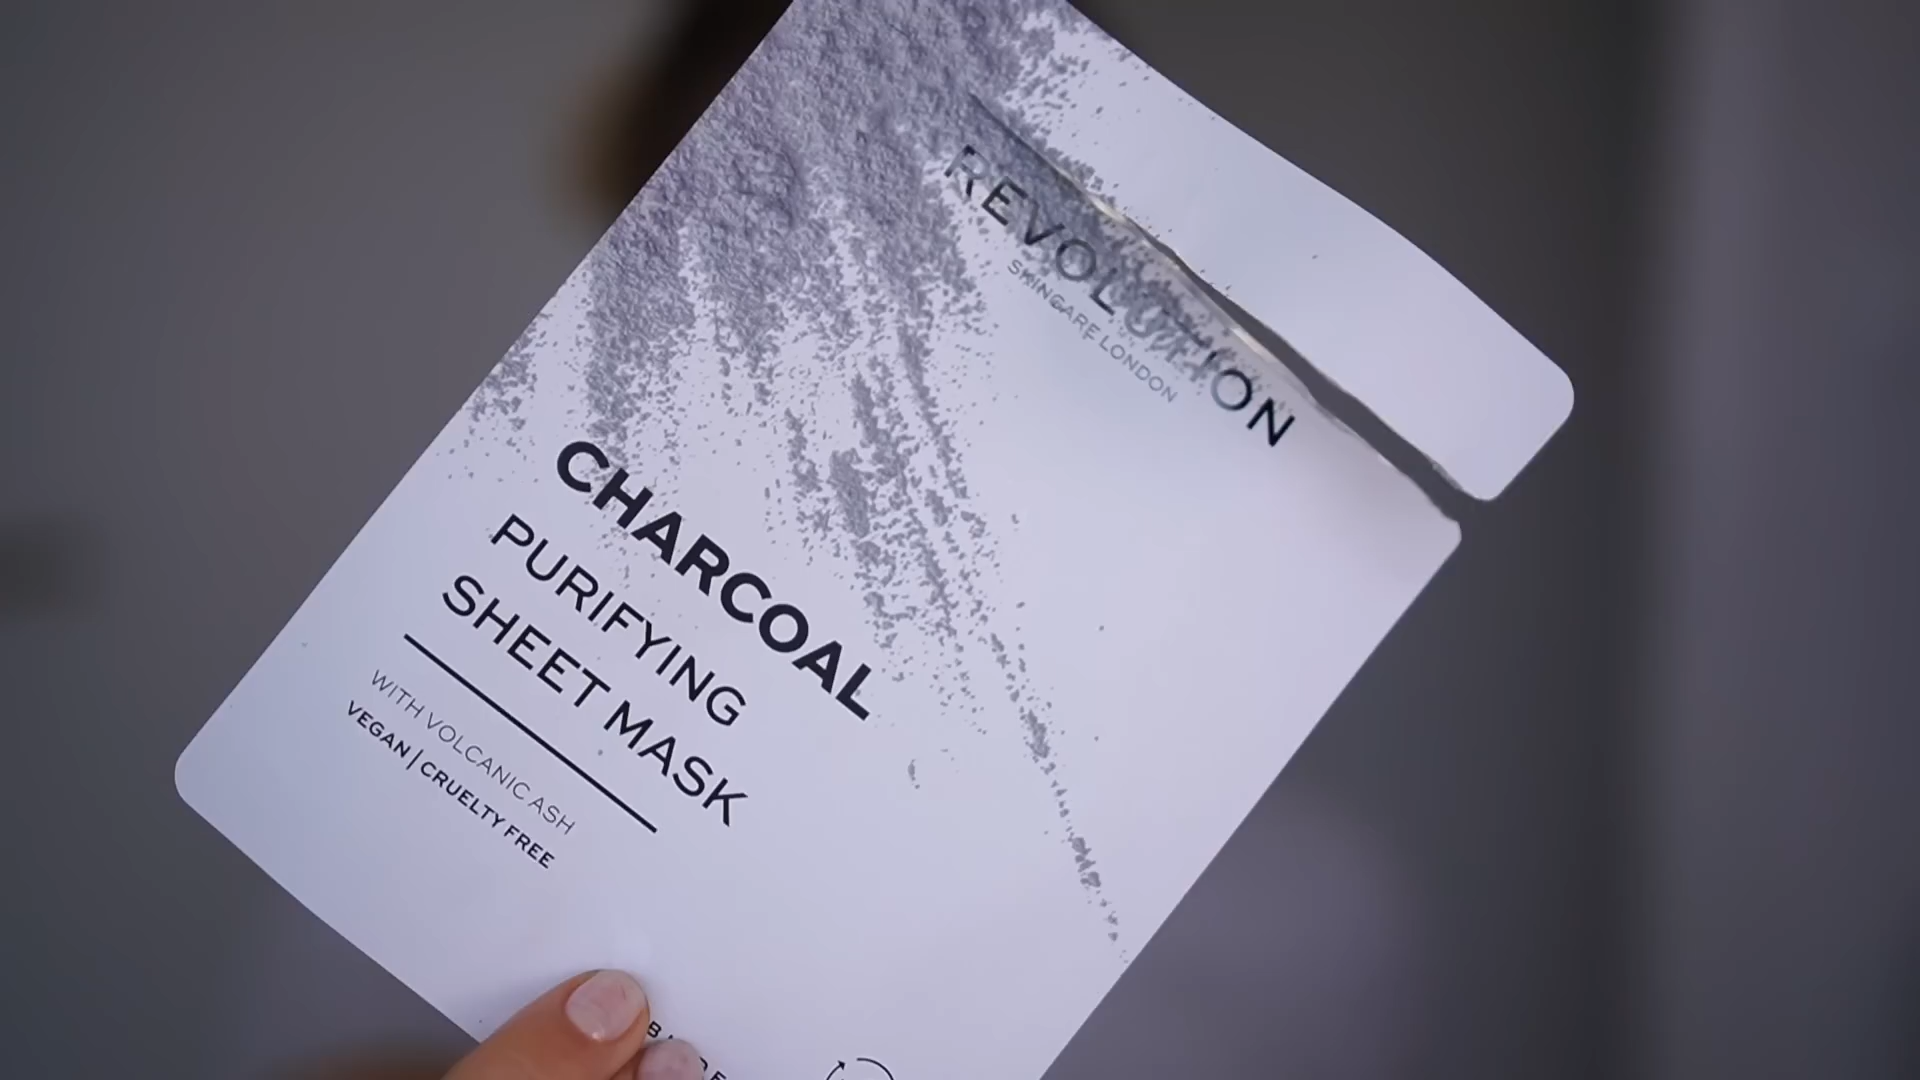 REVOLUTION
SKINCARE LONDON
CHARCOAL
PURIFYING
SHEET MASK
WITH VOLCANIC ASH
VEGAN | CRUELTY FREE